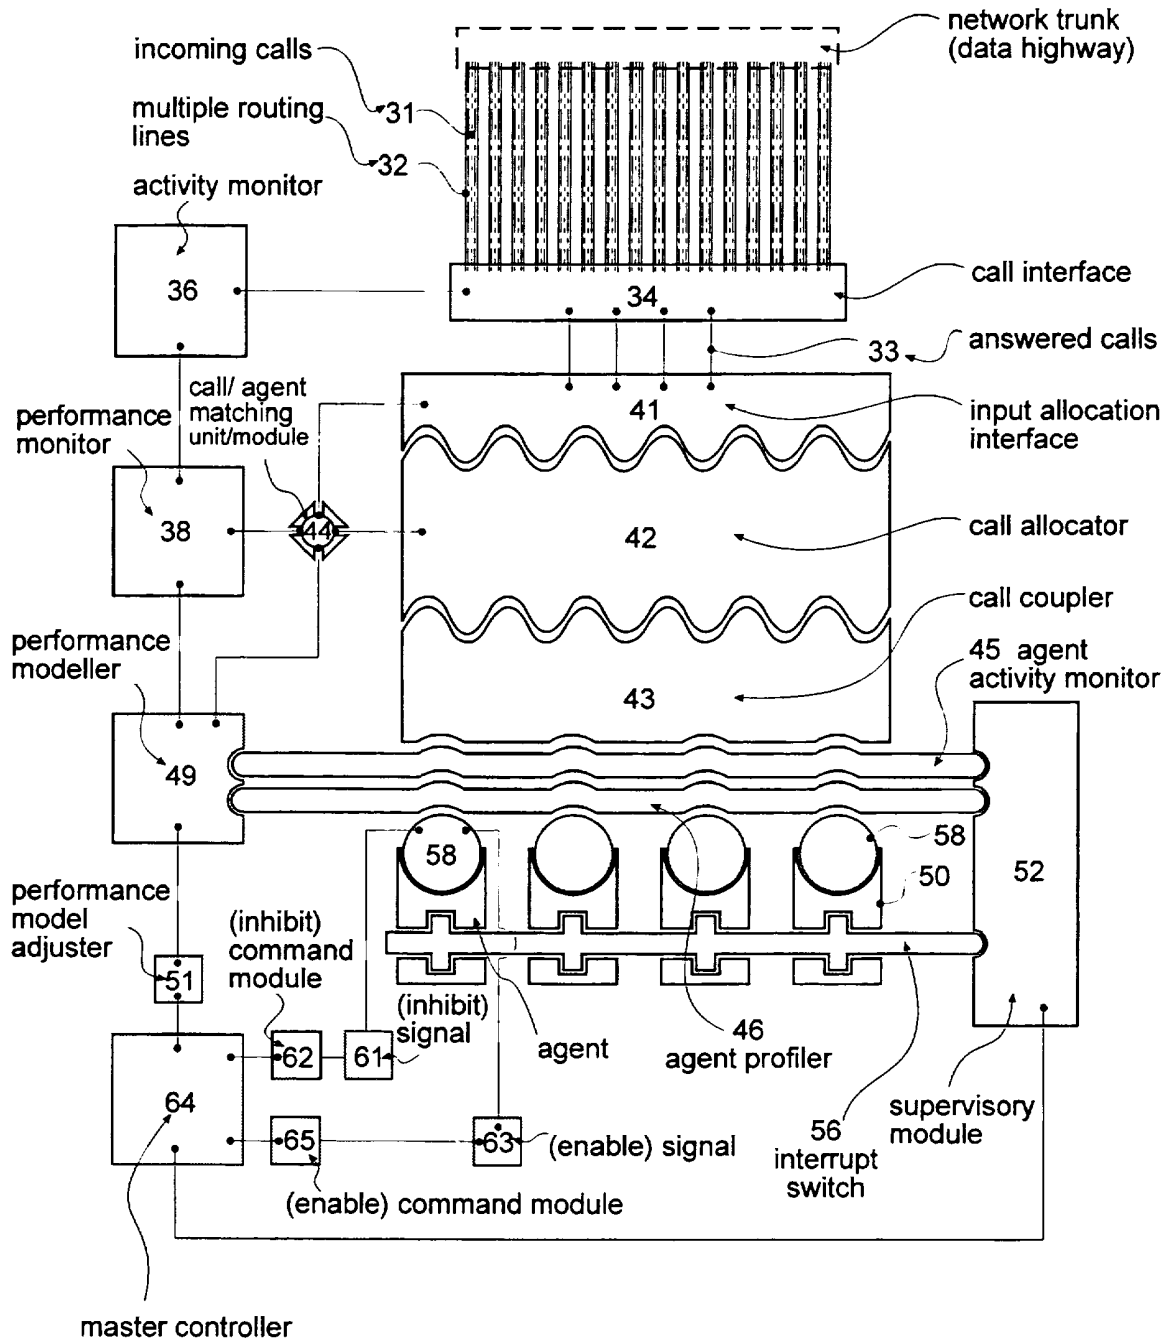 network trunk
(data highway)
incoming calls
31
multiple routing
lines
32
activity monitor
36
34
call interface
33
answered calls
call/ agent
matching
unit/module
41
input allocation
interface
performance
monitor
38
44
42
call allocator
call coupler
performance
modeller
43
45 agent
activity monitor
49
58
58
50
52
performance
model
adjuster
(inhibit)
command
module
51
(inhibit)
signal
46
agent profiler
agent
62
61
64
supervisory
module
65
63
(enable) signal
56
interrupt
switch
(enable) command module
master controller